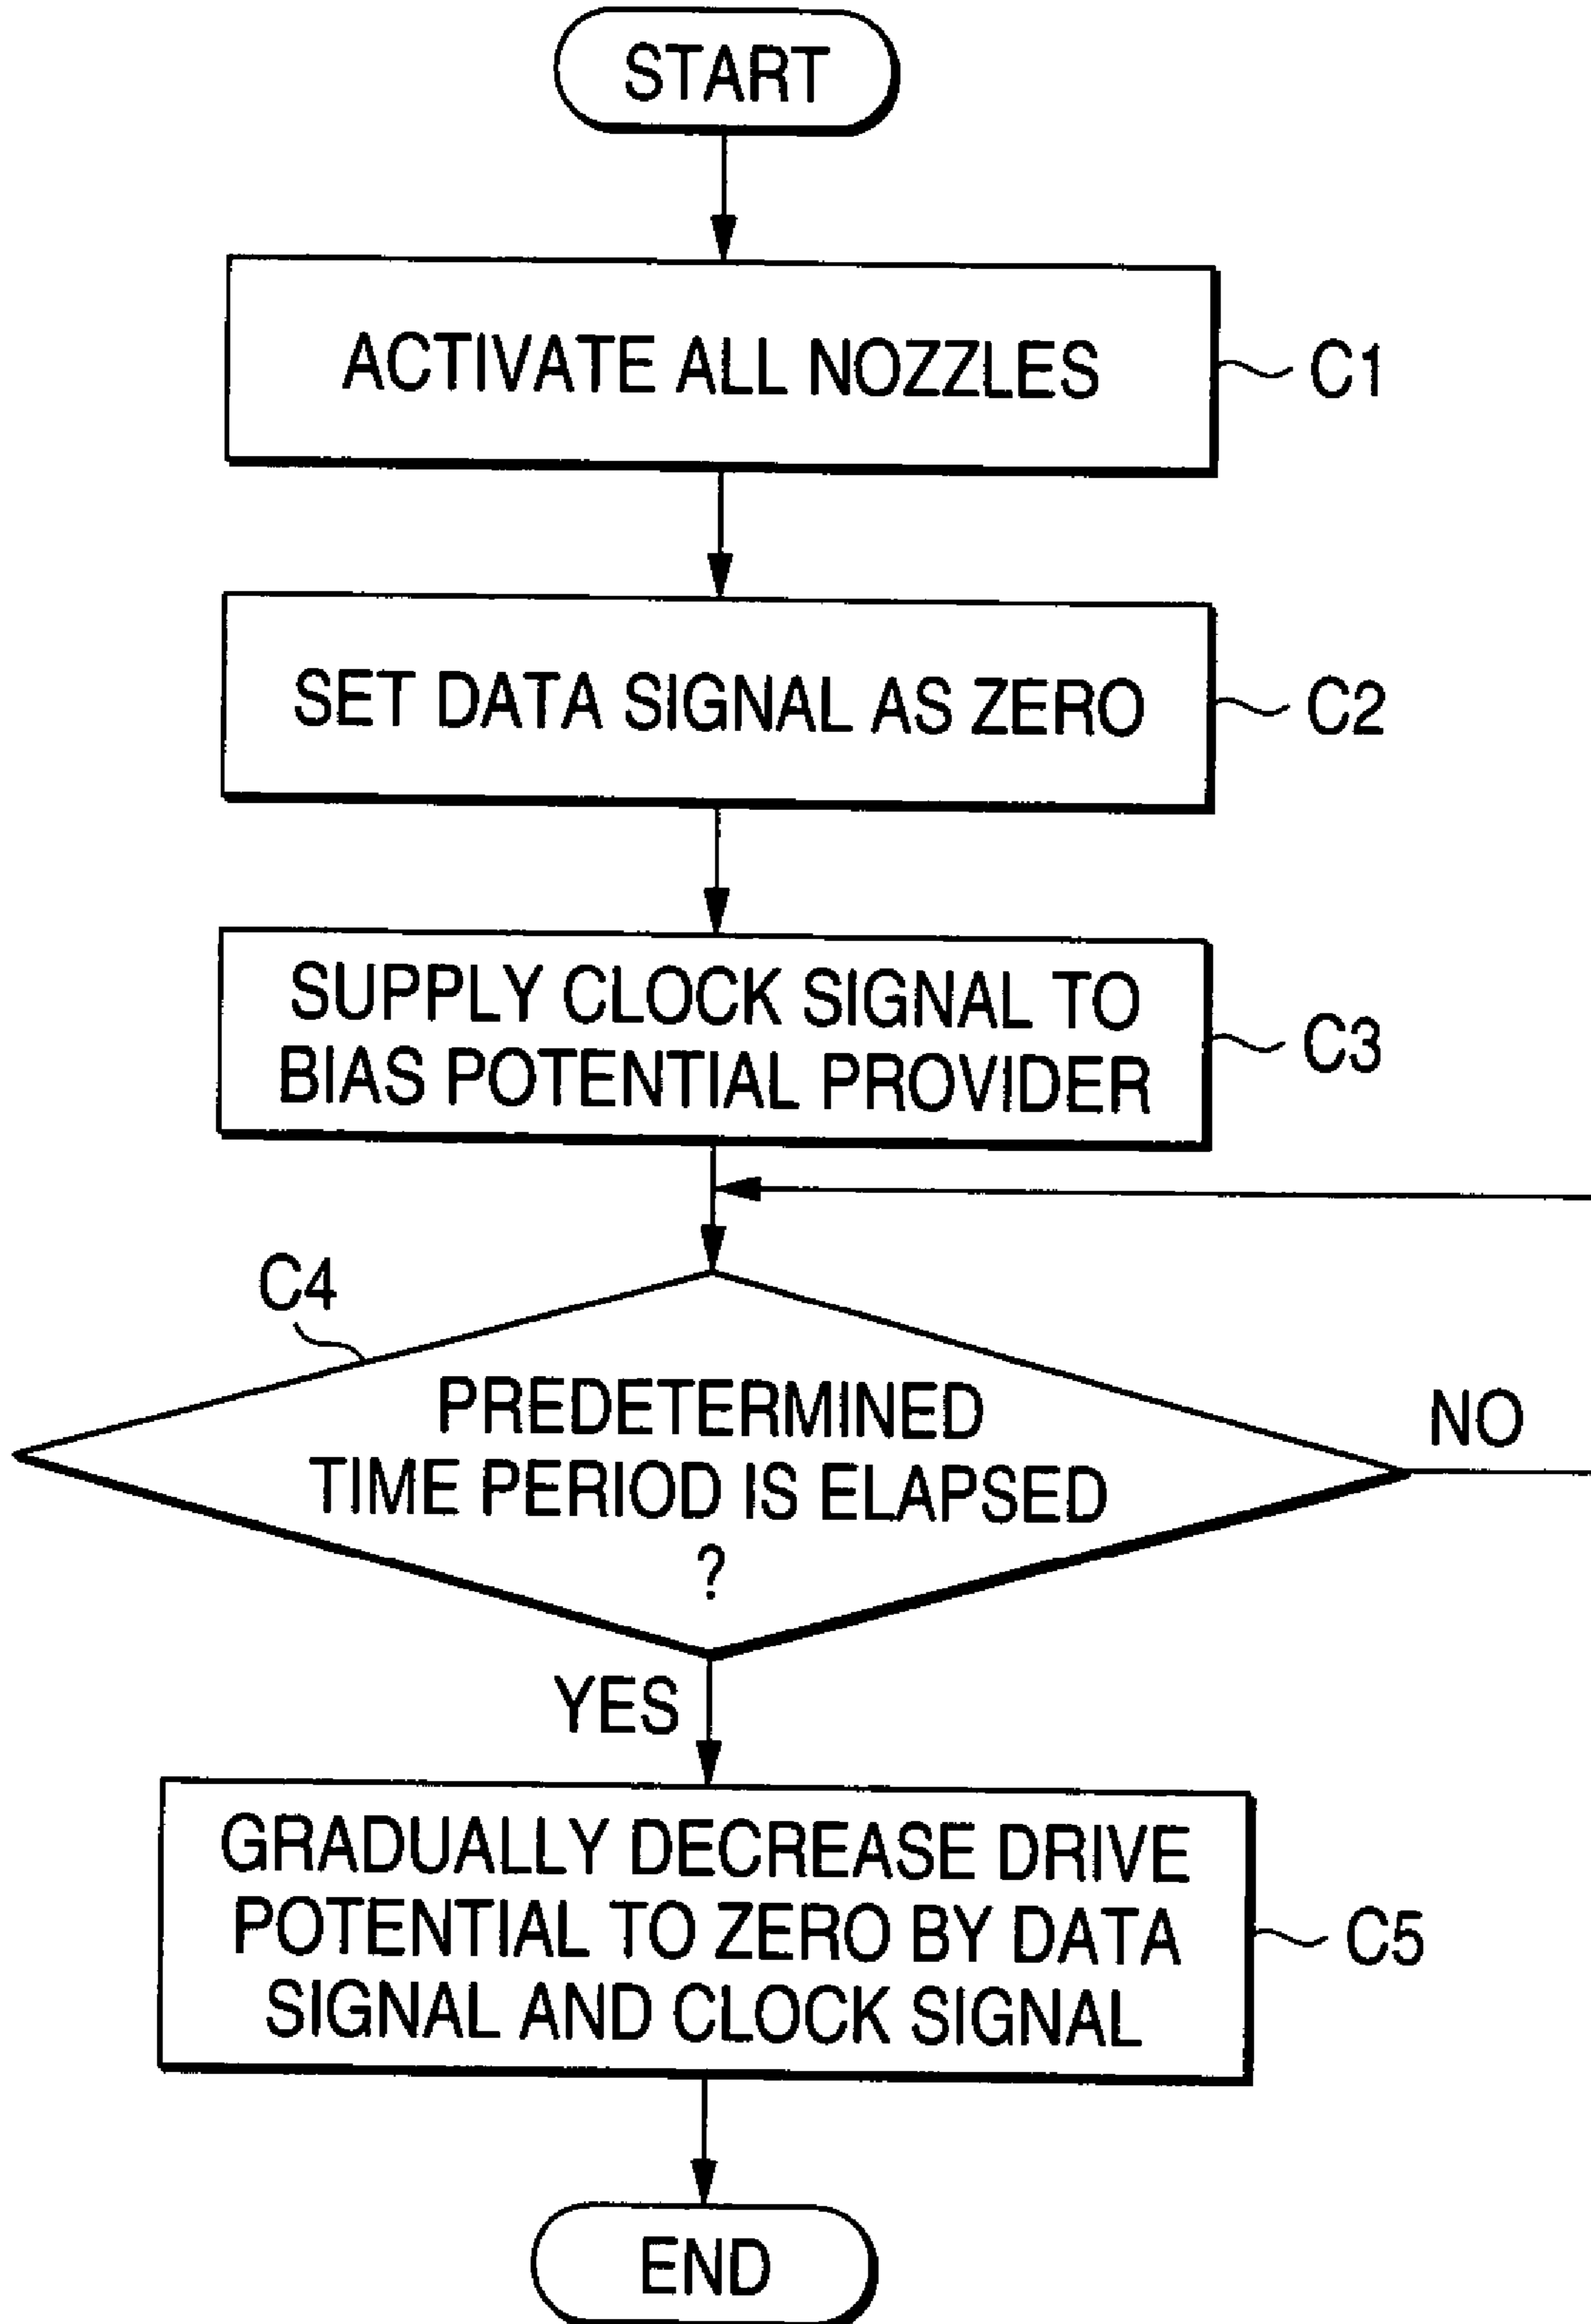 START
ACTIVATE ALL NOZZLES
C1
SET DATA SIGNAL AS ZERO
C2
SUPPLY CLOCK SIGNAL TO
BIAS POTENTIAL PROVIDER
C3
C4
PREDETERMINED
TIME PERIOD IS ELAPSED
?
NO
YES
GRADUALLY DECREASE DRIVE
POTENTIAL TO ZERO BY DATA
SIGNAL AND CLOCK SIGNAL
C5
END